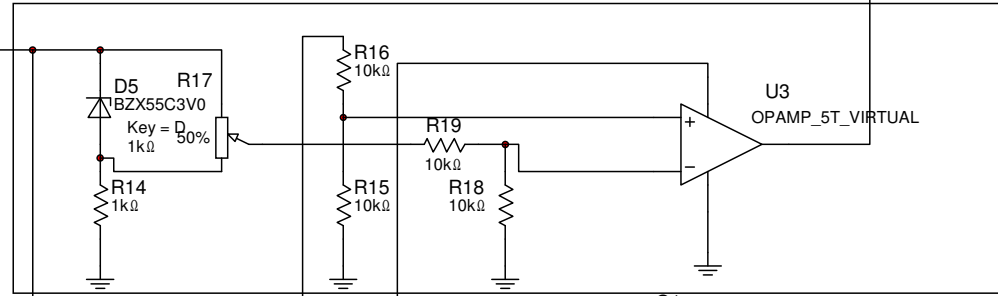 R16
10kΩ
D5
BZX55C3V0
R17
Key = D
50%
1kΩ
U3
OPAMP_5T_VIRTUAL
+
−
R19
10kΩ
R14
1kΩ
R15
10kΩ
R18
10kΩ